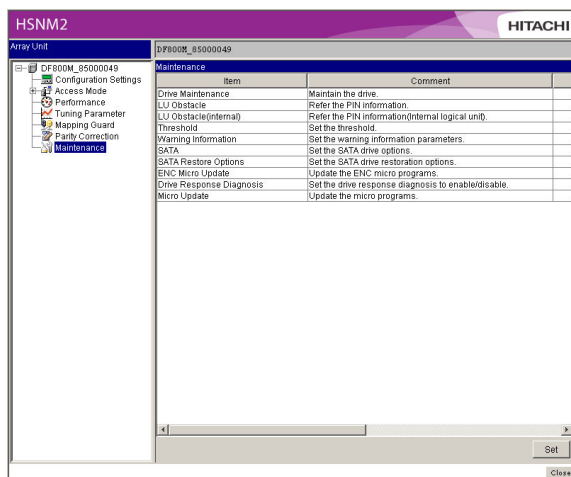 HSNM2
HITACHI
Array Unit
DF800M_85000049
DF800M_85000049
Configuration Settings
Access Mode
Performance
Tuning Parameter
Mapping Guard
Parity Correction
Maintenance
Maintenance
Item Comment
Drive Maintenance Maintain the drive.
LU Obstacle Refer the PIN information.
LU Obstacle(internal) Refer the PIN information(Internal logical unit).
Threshold Set the threshold.
Warning Information Set the warning information parameters.
SATA Set the SATA drive options.
SATA Restore Options Set the SATA drive restoration options.
ENC Micro Update Update the ENC micro programs.
Drive Response Diagnosis Set the drive response diagnosis to enable/disable.
Micro Update Update the micro programs.
Set
Close